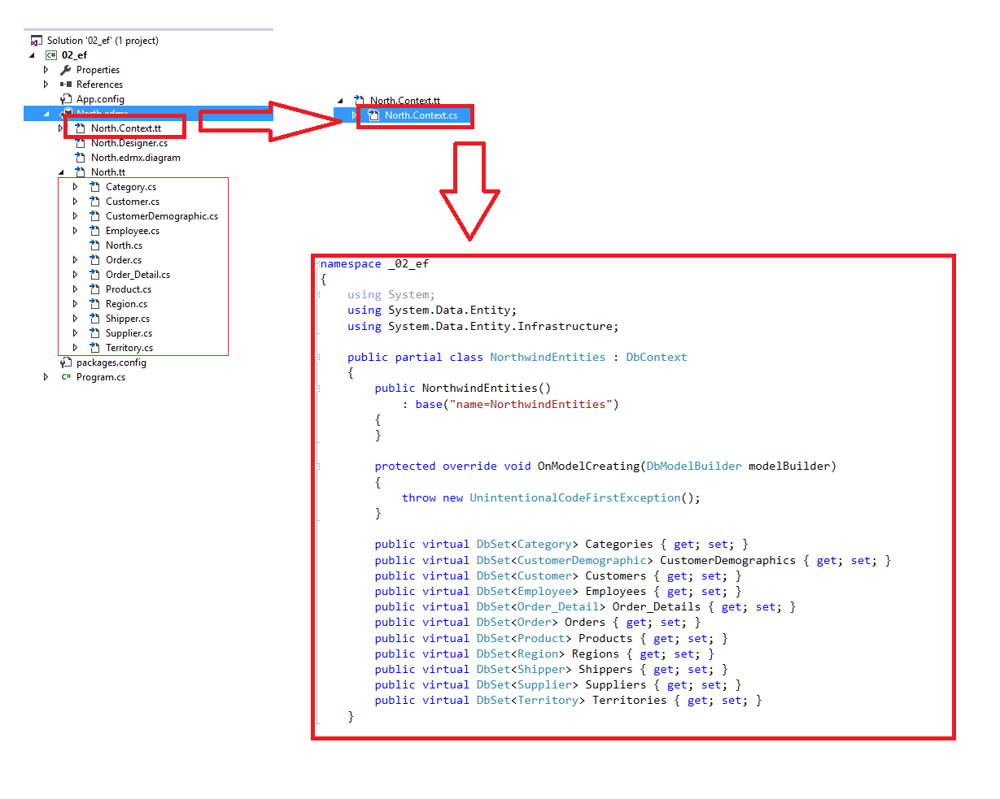 Solution '02_ef' (1 project)
C# 02_ef
Properties
References
App.config
North.edmx
North.Context.tt
North.Designer.cs
North.edmx.diagram
North.tt
Category.cs
Customer.cs
CustomerDemographic.cs
Employee.cs
North.cs
Order.cs
Order_Detail.cs
Product.cs
Region.cs
Shipper.cs
Supplier.cs
Territory.cs
packages.config
C# Program.cs
North.Context.tt
North.Context.cs
namespace _02_ef
{
using System;
using System.Data.Entity;
using System.Data.Entity.Infrastructure;
public partial class NorthwindEntities : DbContext
{
public NorthwindEntities()
: base("name=NorthwindEntities")
{
}
protected override void OnModelCreating(DbModelBuilder modelBuilder)
{
throw new UnintentionalCodeFirstException();
}
public virtual DbSet<Category> Categories { get; set; }
public virtual DbSet<CustomerDemographic> CustomerDemographics { get; set; }
public virtual DbSet<Customer> Customers { get; set; }
public virtual DbSet<Employee> Employees { get; set; }
public virtual DbSet<Order_Detail> Order_Details { get; set; }
public virtual DbSet<Order> Orders { get; set; }
public virtual DbSet<Product> Products { get; set; }
public virtual DbSet<Region> Regions { get; set; }
public virtual DbSet<Shipper> Shippers { get; set; }
public virtual DbSet<Supplier> Suppliers { get; set; }
public virtual DbSet<Territory> Territories { get; set; }
}